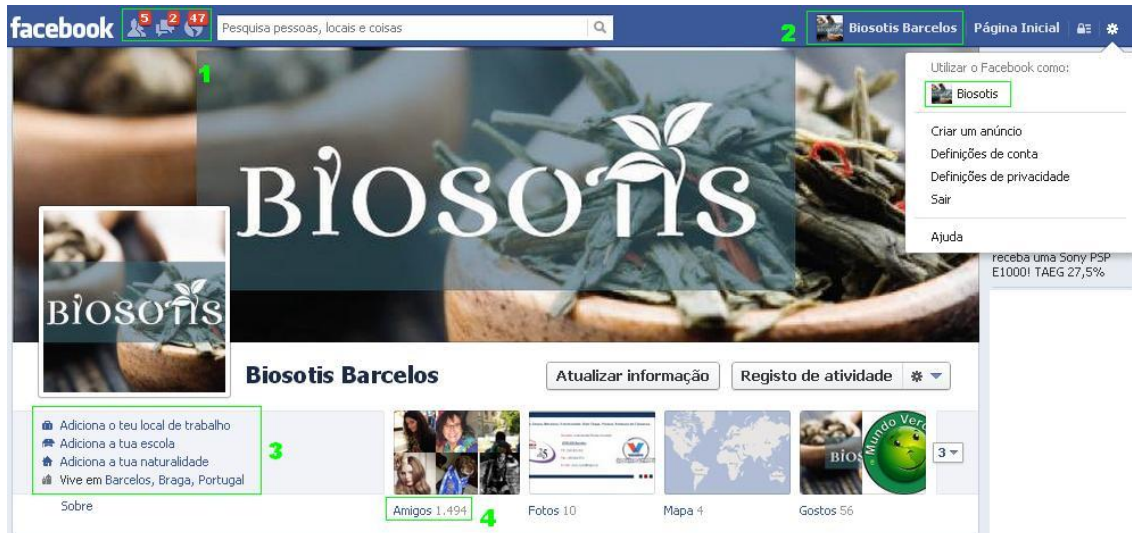 facebook
5 2 47
Pesquisa pessoas, locais e coisas
2
Biosotis Barcelos
Página Inicial
1
Utilizar o Facebook como:
Biosotis
Criar um anúncio
Definições de conta
Definições de privacidade
Sair
Ajuda
receba uma Sony PSP
E1000! TAEG 27,5%
BIOSOTIS
BIOSOTIS
Biosotis Barcelos
Atualizar informação
Registo de atividade
Adiciona o teu local de trabalho
Adiciona a tua escola
Adiciona a tua naturalidade
Vive em Barcelos, Braga, Portugal
3
Sobre
Mundo Verd
BIOS
3
Amigos 1.494
4
Fotos 10
Mapa 4
Gostos 56